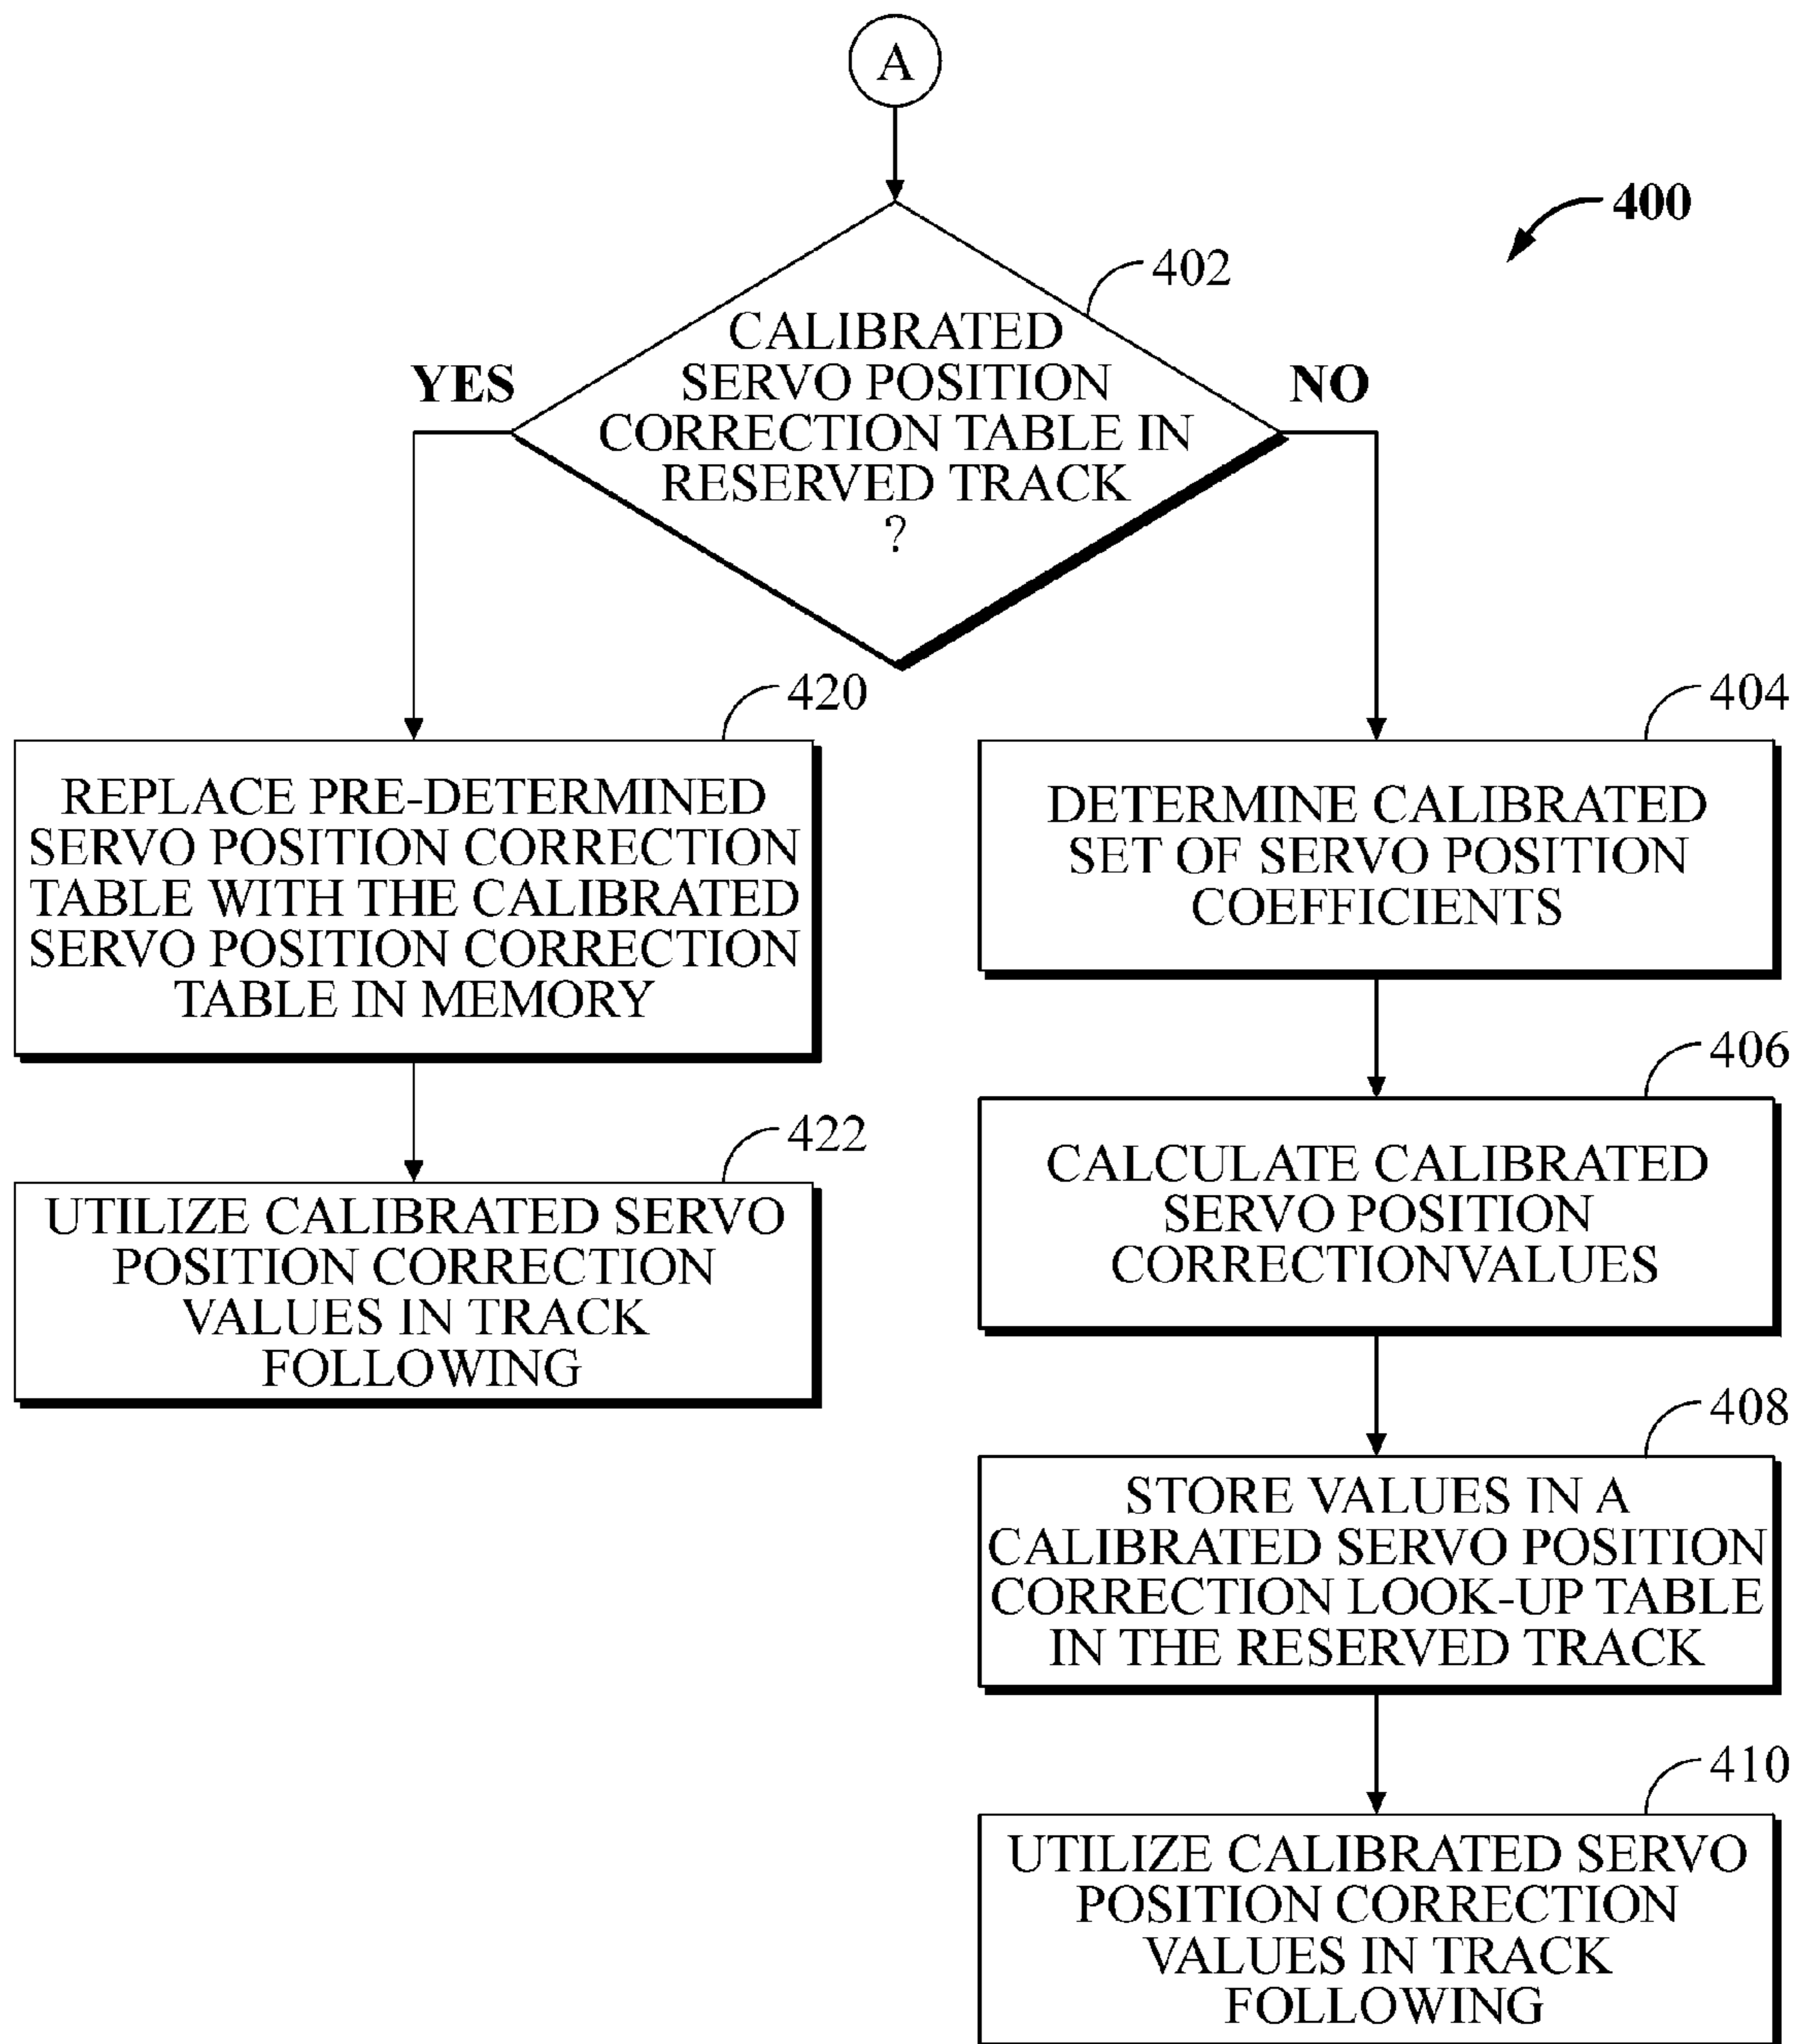 A
400
402
CALIBRATED
SERVO POSITION
CORRECTION TABLE IN
RESERVED TRACK
?
YES
NO
420
REPLACE PRE-DETERMINED
SERVO POSITION CORRECTION
TABLE WITH THE CALIBRATED
SERVO POSITION CORRECTION
TABLE IN MEMORY
422
UTILIZE CALIBRATED SERVO
POSITION CORRECTION
VALUES IN TRACK
FOLLOWING
404
DETERMINE CALIBRATED
SET OF SERVO POSITION
COEFFICIENTS
406
CALCULATE CALIBRATED
SERVO POSITION
CORRECTIONVALUES
408
STORE VALUES IN A
CALIBRATED SERVO POSITION
CORRECTION LOOK-UP TABLE
IN THE RESERVED TRACK
410
UTILIZE CALIBRATED SERVO
POSITION CORRECTION
VALUES IN TRACK
FOLLOWING